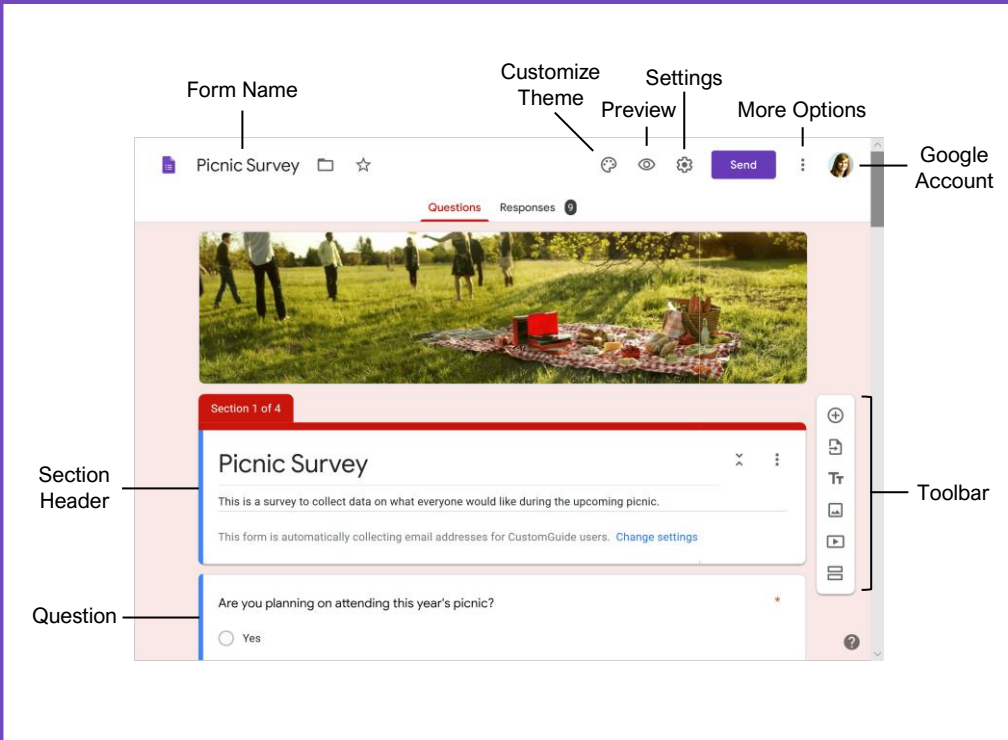 Form Name
Customize
Theme
Preview
Settings
More Options
Google
Account
Picnic Survey
Send
Questions
Responses 9
Section 1 of 4
Picnic Survey
This is a survey to collect data on what everyone would like during the upcoming picnic.
This form is automatically collecting email addresses for CustomGuide users. Change settings
Section
Header
Tт
Toolbar
Are you planning on attending this year's picnic? *
Question
Yes
?